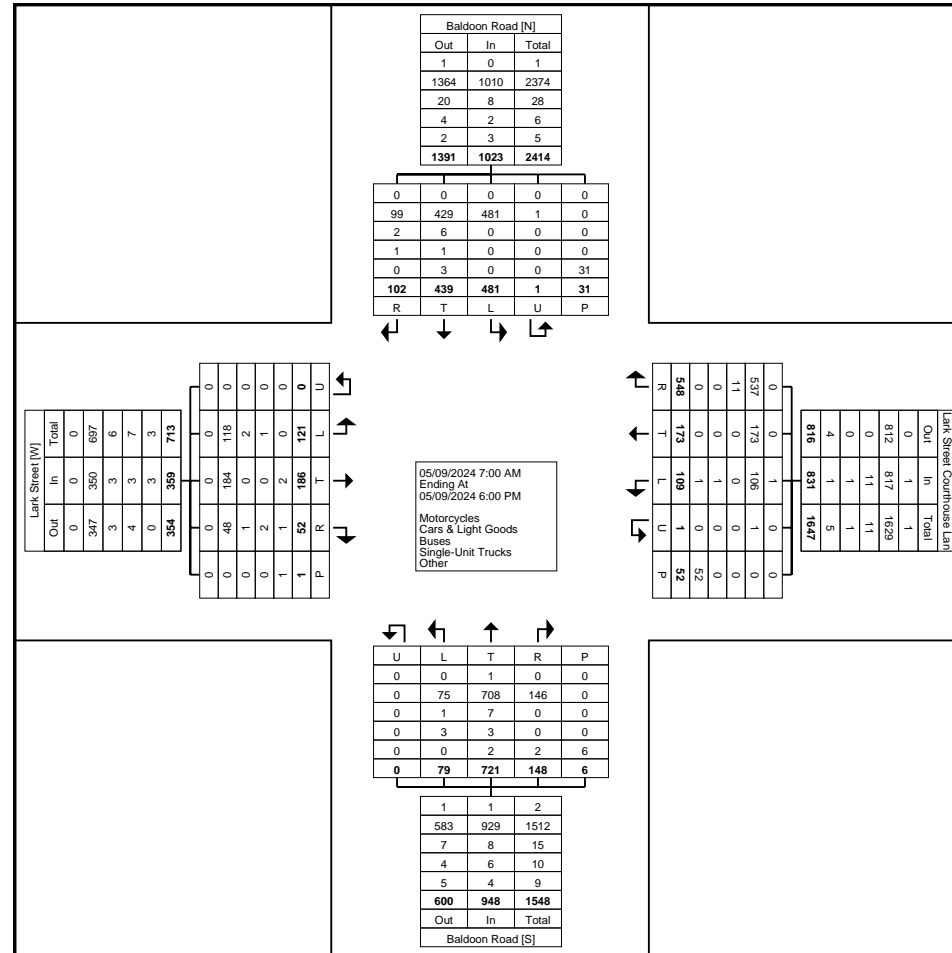 Baldoon Road [N]
Out In Total
1 0 1
1364 1010 2374
20 8 28
4 2 6
2 3 5
1391 1023 2414
0 0 0 0 0
99 429 481 1 0
2 6 0 0 0
1 1 0 0 0
0 3 0 0 31
102 439 481 1 31
R T L U P
U L T R P
0 121 186 52 1
0 0 2 1 1
0 1 0 2 0
0 2 0 1 0
0 118 184 48 0
0 0 0 0 0
713 359 354
3 3 0
7 3 4
6 3 3
697 350 347
0 0 0
Total In Out
Lark Street [W]
05/09/2024 7:00 AM
Ending At
05/09/2024 6:00 PM
Motorcycles
Cars & Light Goods
Buses
Single-Unit Trucks
Other
Lark Street Courthouse Lan
Out In Total
0 1 1
812 817 1629
0 11 11
0 1 1
4 1 5
816 831 1647
0 0 1 0 0
537 173 106 1 0
11 0 0 0 0
0 0 1 0 0
0 0 1 0 52
548 173 109 1 52
R T L U P
U L T R P
0 0 1 0 0
0 75 708 146 0
0 1 7 0 0
0 3 3 0 0
0 0 2 2 6
0 79 721 148 6
1 1 2
583 929 1512
7 8 15
4 6 10
5 4 9
600 948 1548
Out In Total
Baldoon Road [S]